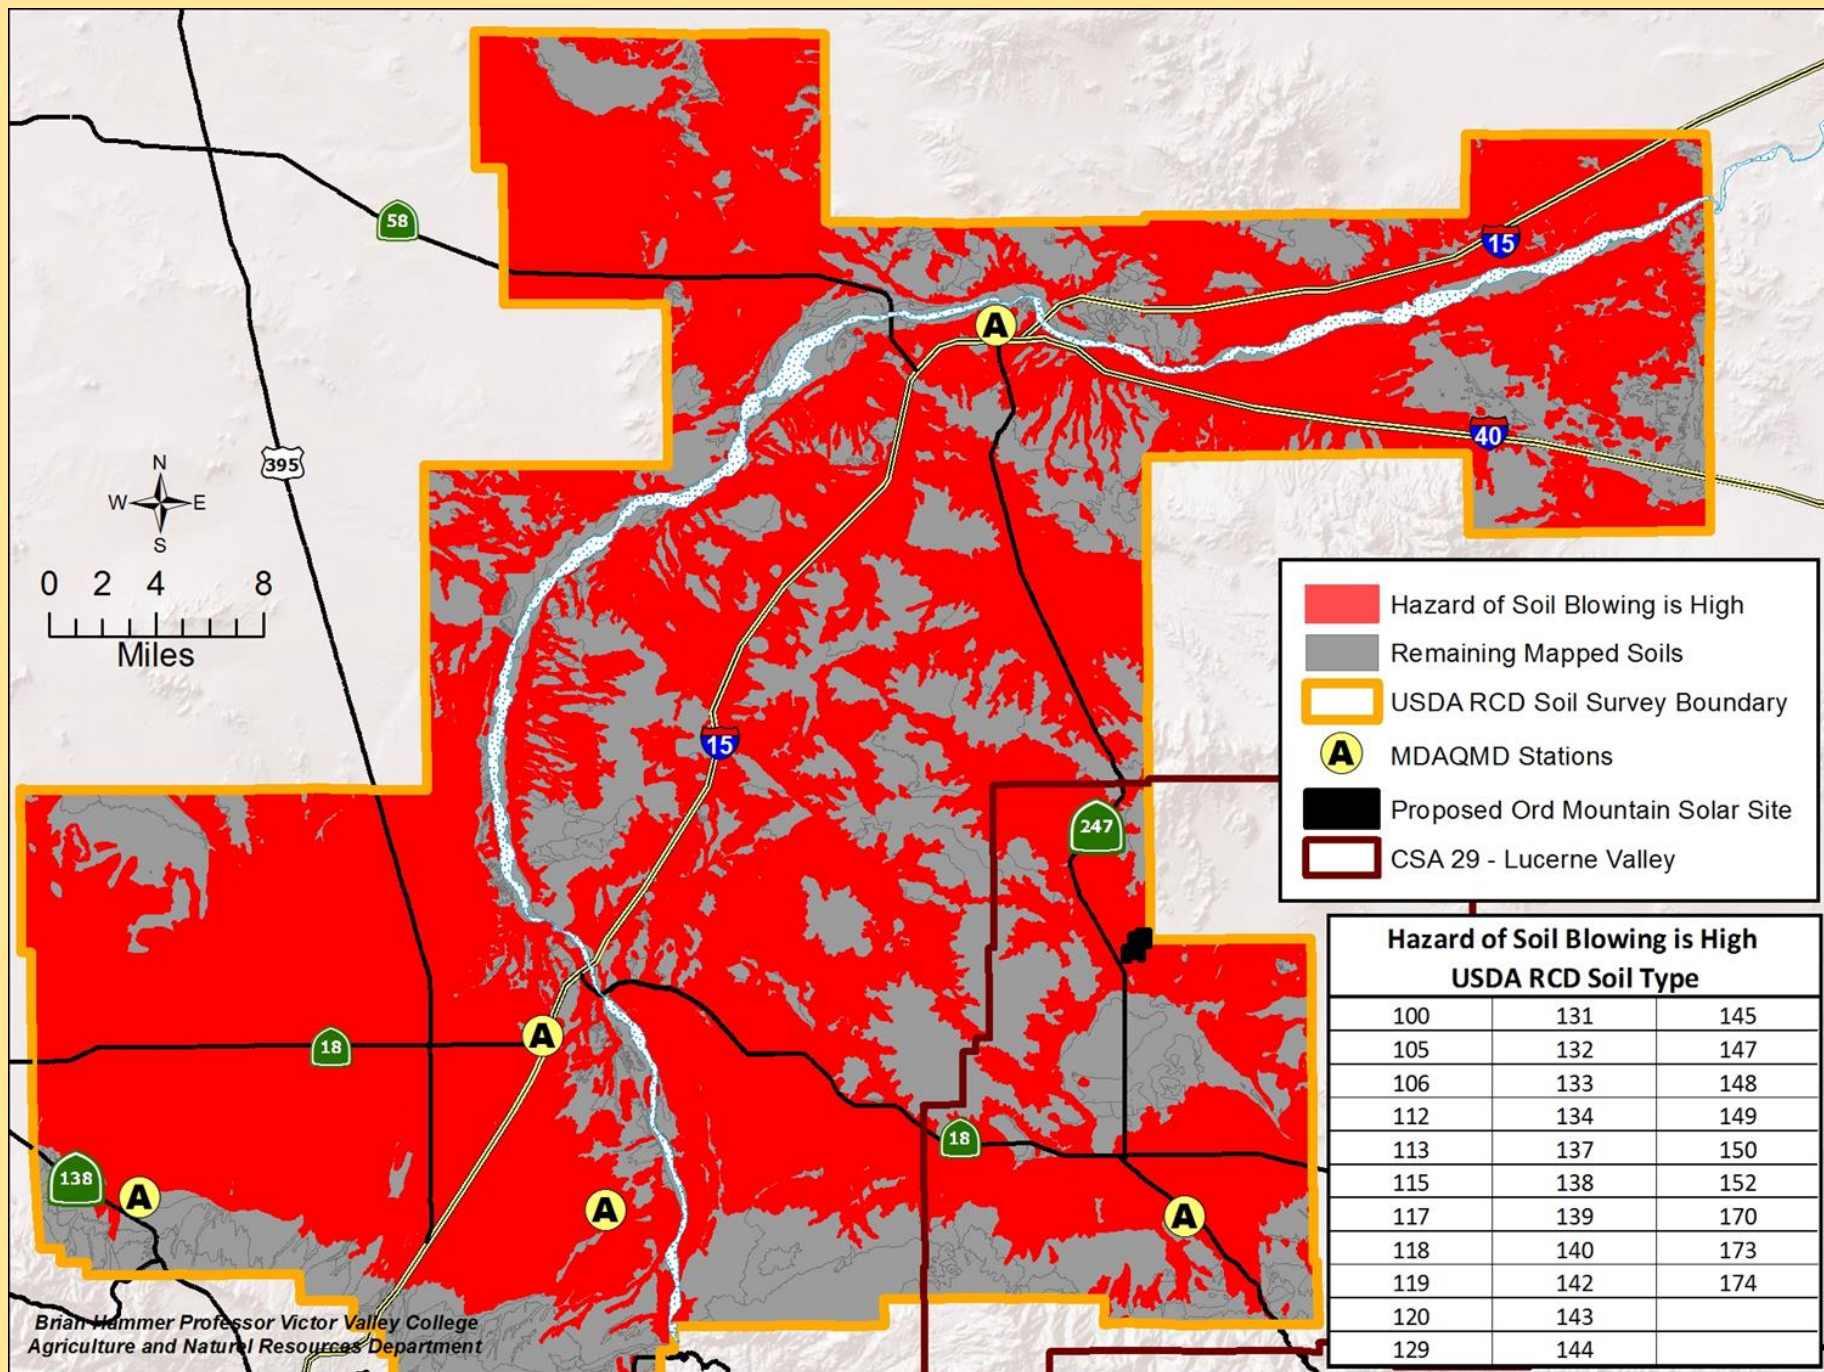 58
15
A
395
40
N
W E
S
0 2 4 8
Miles
Hazard of Soil Blowing is High
Remaining Mapped Soils
USDA RCD Soil Survey Boundary
A MDAQMD Stations
Proposed Ord Mountain Solar Site
CSA 29 - Lucerne Valley
15
247
A
18
18
138
A
A
A
Hazard of Soil Blowing is High
USDA RCD Soil Type
100 131 145
105 132 147
106 133 148
112 134 149
113 137 150
115 138 152
117 139 170
118 140 173
119 142 174
120 143
129 144
Brian Hammer Professor Victor Valley College
Agriculture and Naturel Resources Department